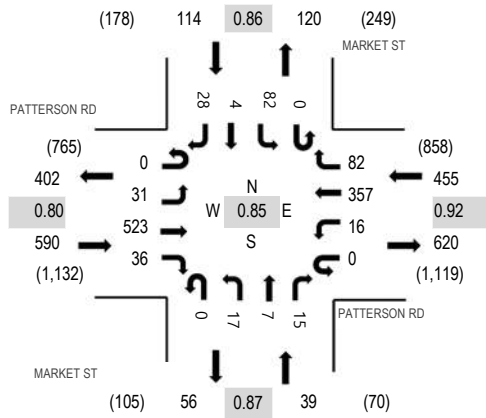 (178) 114 0.86 120 (249)
MARKET ST
28 4 82 0
PATTERSON RD
(765) 0 82 (858)
402 31 N 357 455
0.80 W 0.85 E 0.92
590 523 S 16 620
(1,132) 36 0 (1,119)
0 17 7 15
PATTERSON RD
MARKET ST
(105) 56 0.87 39 (70)